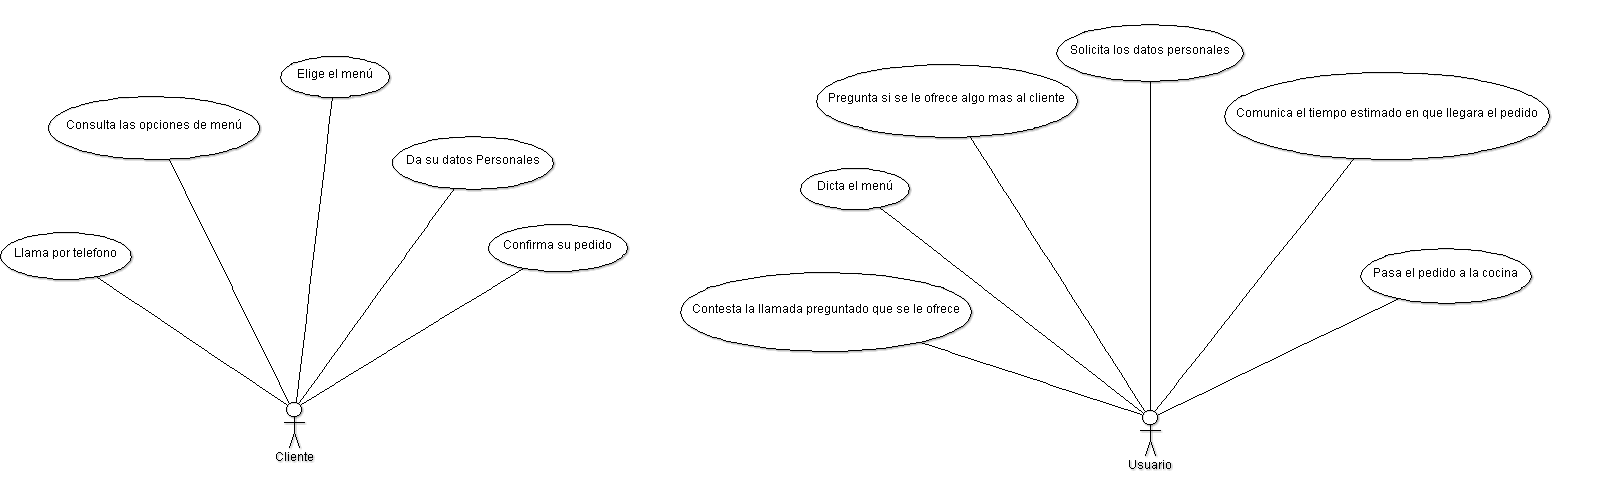 Elige el menú
Consulta las opciones de menú
Da su datos Personales
Llama por telefono
Confirma su pedido
Cliente
Solicita los datos personales
Pregunta si se le ofrece algo mas al cliente
Comunica el tiempo estimado en que llegara el pedido
Dicta el menú
Pasa el pedido a la cocina
Contesta la llamada preguntado que se le ofrece
Usuario